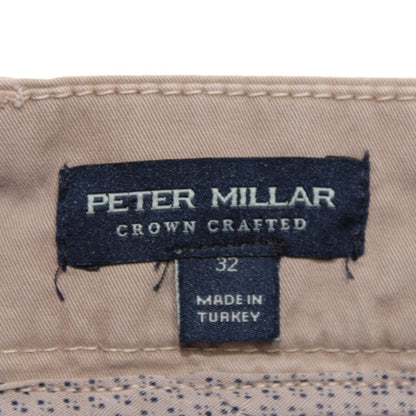 PETER MILLAR
CROWN CRAFTED
32
MADE IN
TURKEY